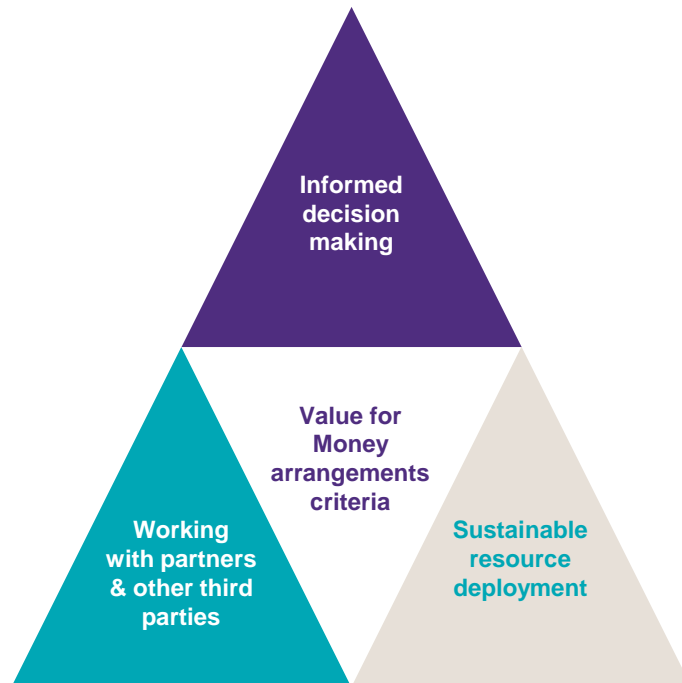 Informed
decision
making
Value for
Money
arrangements
criteria
Working
with partners
& other third
parties
Sustainable
resource
deployment